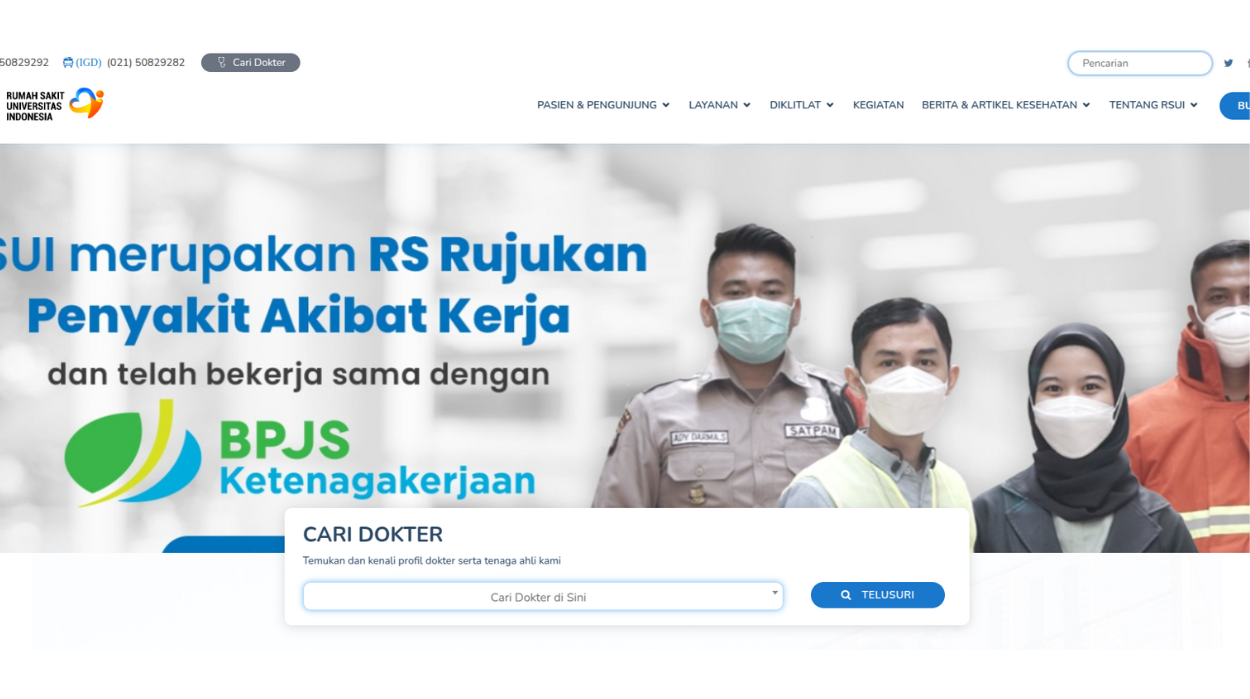 50829292 (IGD) (021) 50829282 Cari Dokter Pencarian
RUMAH SAKIT
UNIVERSITAS
INDONESIA
PASIEN & PENGUNJUNG LAYANAN DIKLITLAT KEGIATAN BERITA & ARTIKEL KESEHATAN TENTANG RSUI BU
SUI merupakan RS Rujukan
Penyakit Akibat Kerja
dan telah bekerja sama dengan
BPJS
Ketenagakerjaan
SATPAM
CARI DOKTER
Temukan dan kenali profil dokter serta tenaga ahli kami
Cari Dokter di Sini
TELUSURI